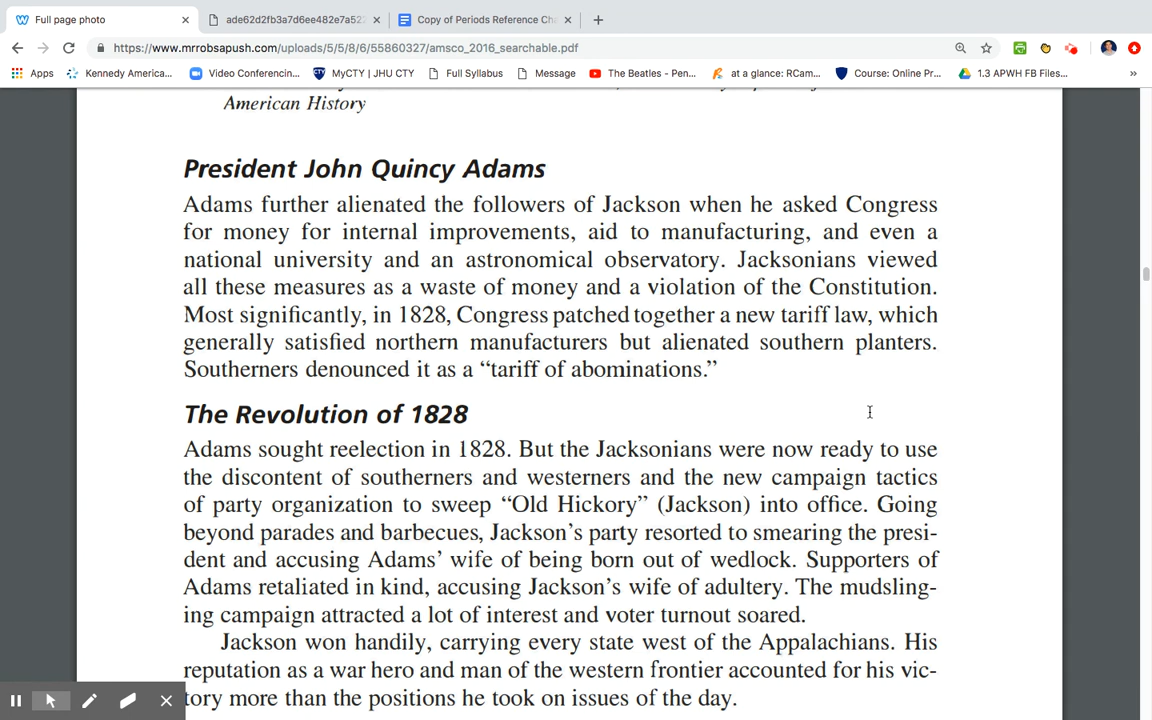 Full page photo
ade62d2fb3a7d6ee482e7a522
Copy of Periods Reference Ch
https://www.mrrobsapush.com/uploads/5/5/8/6/55860327/amsco_2016_searchable.pdf
Apps
Kennedy America...
Video Conferencin...
MyCTY | JHU CTY
Full Syllabus
Message
The Beatles - Pen...
at a glance: RCam...
Course: Online Pr...
1.3 APWH FB Files...
American History
President John Quincy Adams
Adams further alienated the followers of Jackson when he asked Congress
for money for internal improvements, aid to manufacturing, and even a
national university and an astronomical observatory. Jacksonians viewed
all these measures as a waste of money and a violation of the Constitution.
Most significantly, in 1828, Congress patched together a new tariff law, which
generally satisfied northern manufacturers but alienated southern planters.
Southerners denounced it as a “tariff of abominations.”
The Revolution of 1828
Adams sought reelection in 1828. But the Jacksonians were now ready to use
the discontent of southerners and westerners and the new campaign tactics
of party organization to sweep “Old Hickory” (Jackson) into office. Going
beyond parades and barbecues, Jackson’s party resorted to smearing the presi-
dent and accusing Adams’ wife of being born out of wedlock. Supporters of
Adams retaliated in kind, accusing Jackson’s wife of adultery. The mudsling-
ing campaign attracted a lot of interest and voter turnout soared.
Jackson won handily, carrying every state west of the Appalachians. His
reputation as a war hero and man of the western frontier accounted for his vic-
tory more than the positions he took on issues of the day.